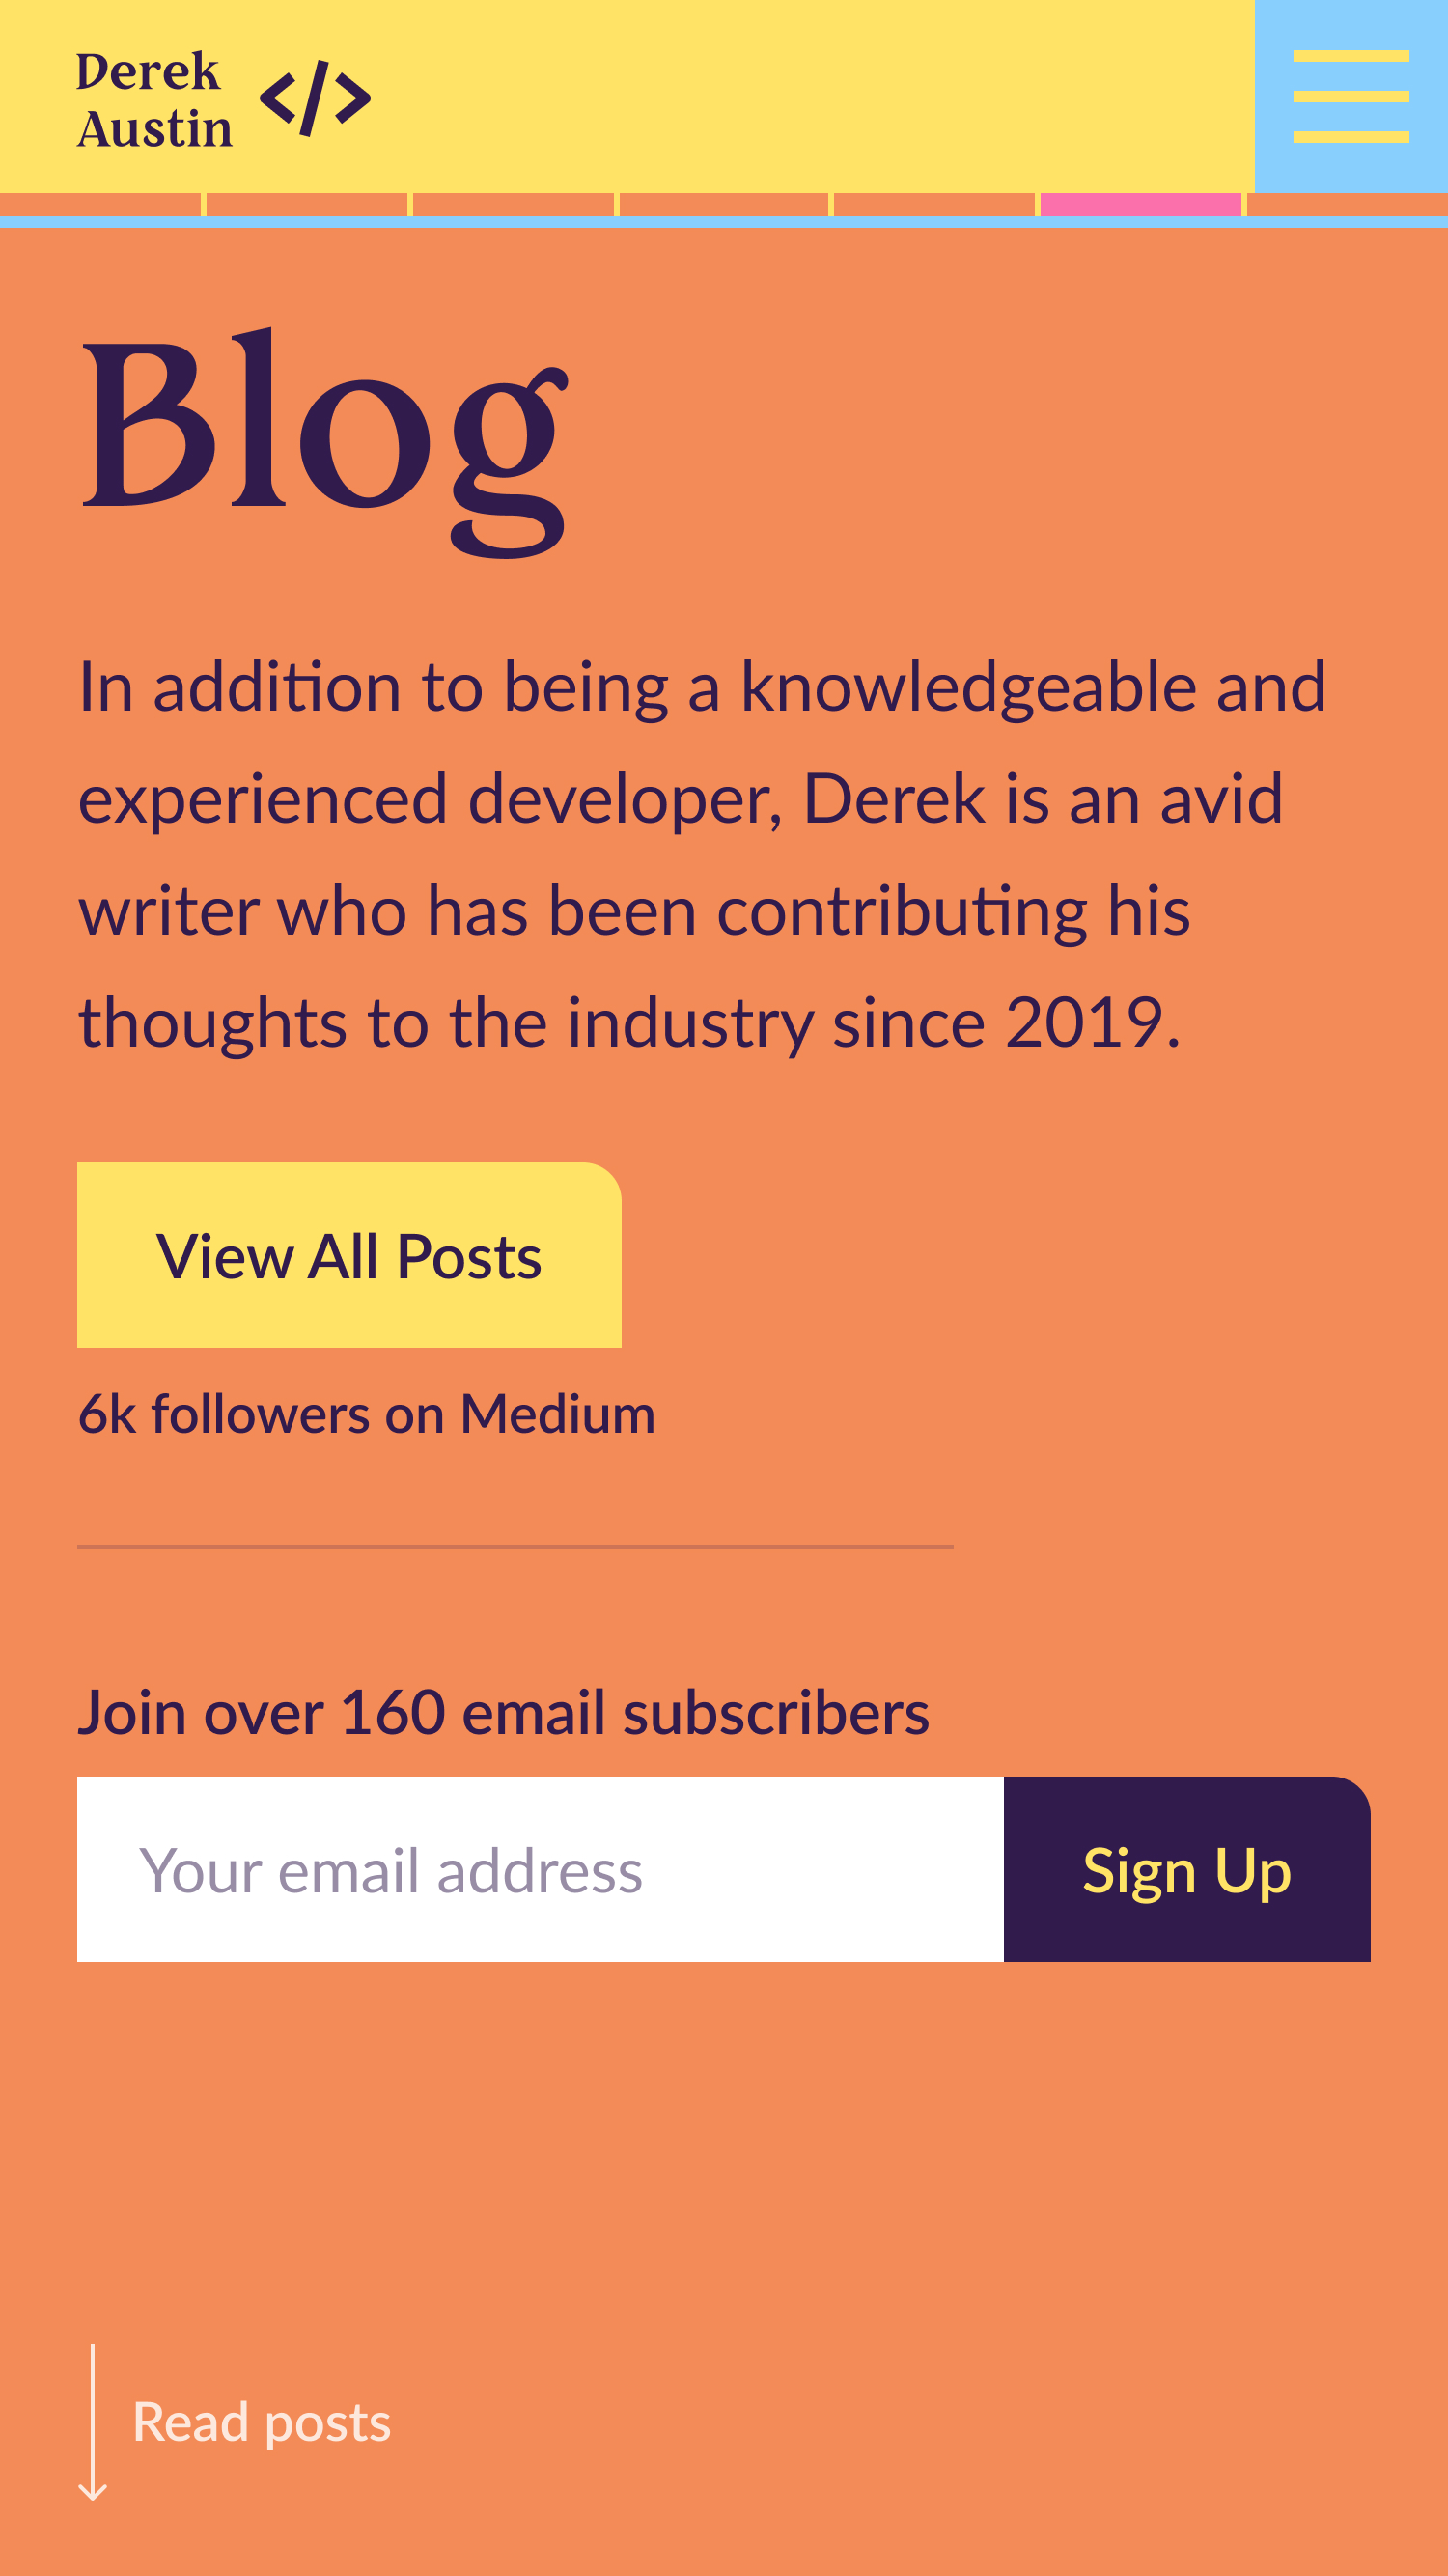 Derek
Austin </>
Blog
In addition to being a knowledgeable and
experienced developer, Derek is an avid
writer who has been contributing his
thoughts to the industry since 2019.
View All Posts
6k followers on Medium
Join over 160 email subscribers
Your email address
Sign Up
Read posts